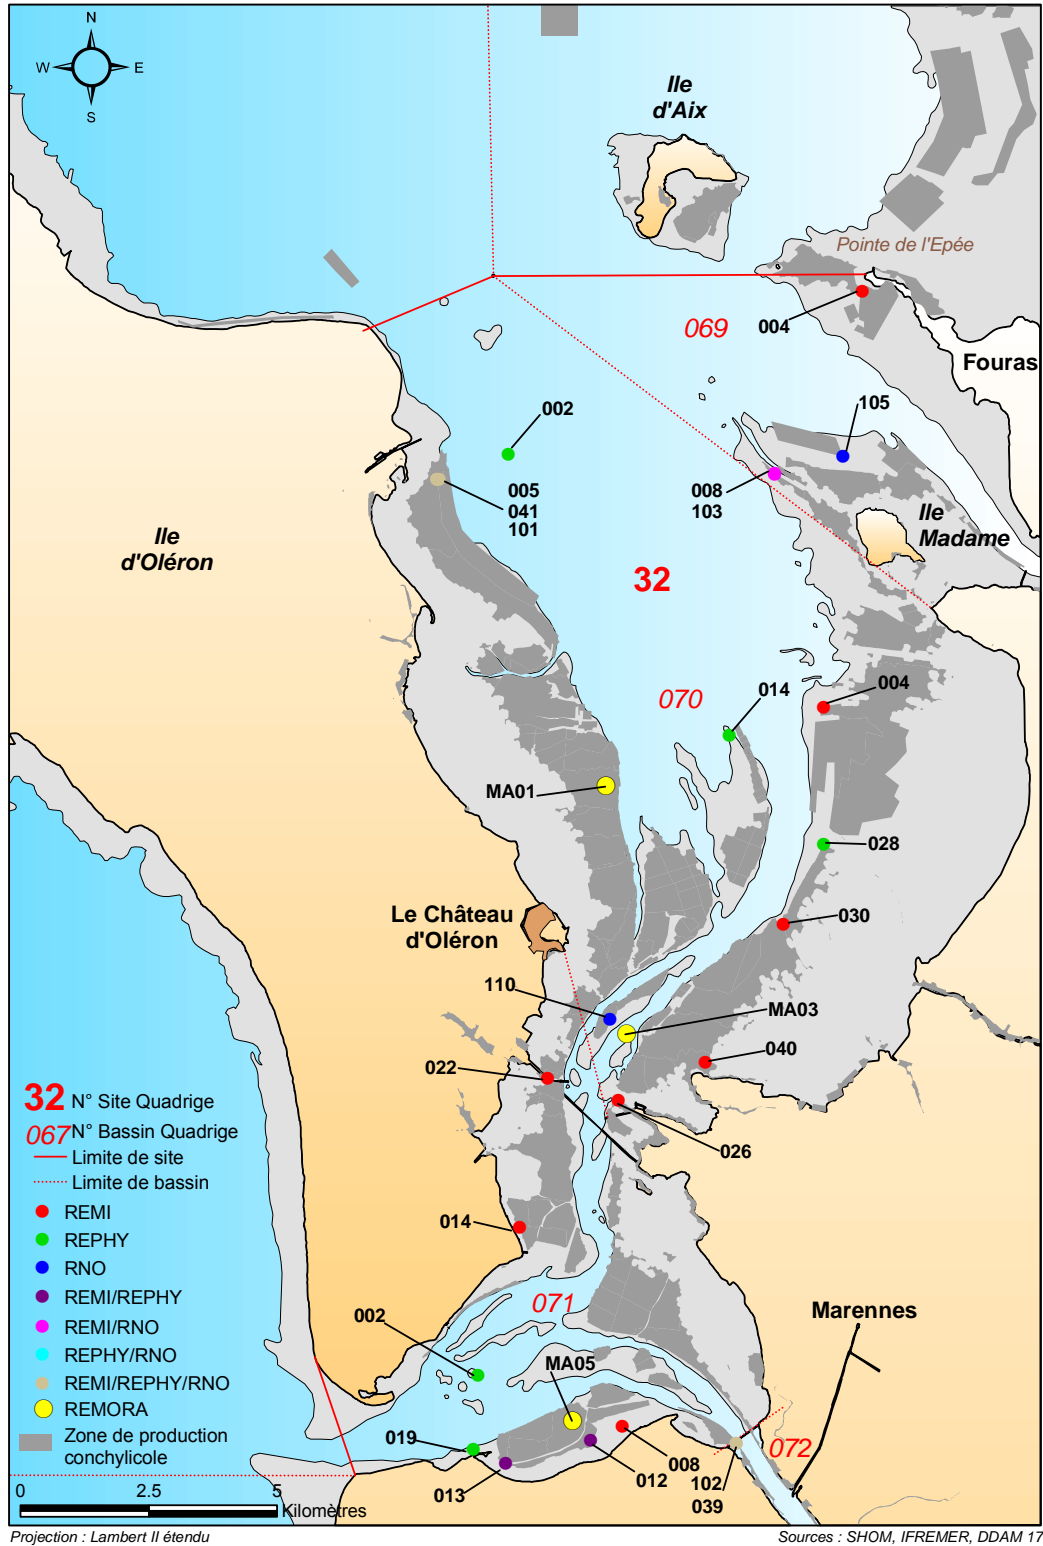 N
W
E
S
Ile
d'Aix
Pointe de l'Epée
069
004
Fouras
002
105
005
041
101
008
103
Ile
d'Oléron
Ile
Madame
32
070
014
004
MA01
028
Le Château
d'Oléron
030
110
MA03
022
040
026
014
071
002
MA05
Marennes
019
013
012
008
102
039
072
32 N° Site Quadrige
067 N° Bassin Quadrige
Limite de site
Limite de bassin
REMI
REPHY
RNO
REMI/REPHY
REMI/RNO
REPHY/RNO
REMI/REPHY/RNO
REMORA
Zone de production
conchylicole
0 2.5 5
Kilomètres
Projection : Lambert II étendu
Sources : SHOM, IFREMER, DDAM 17